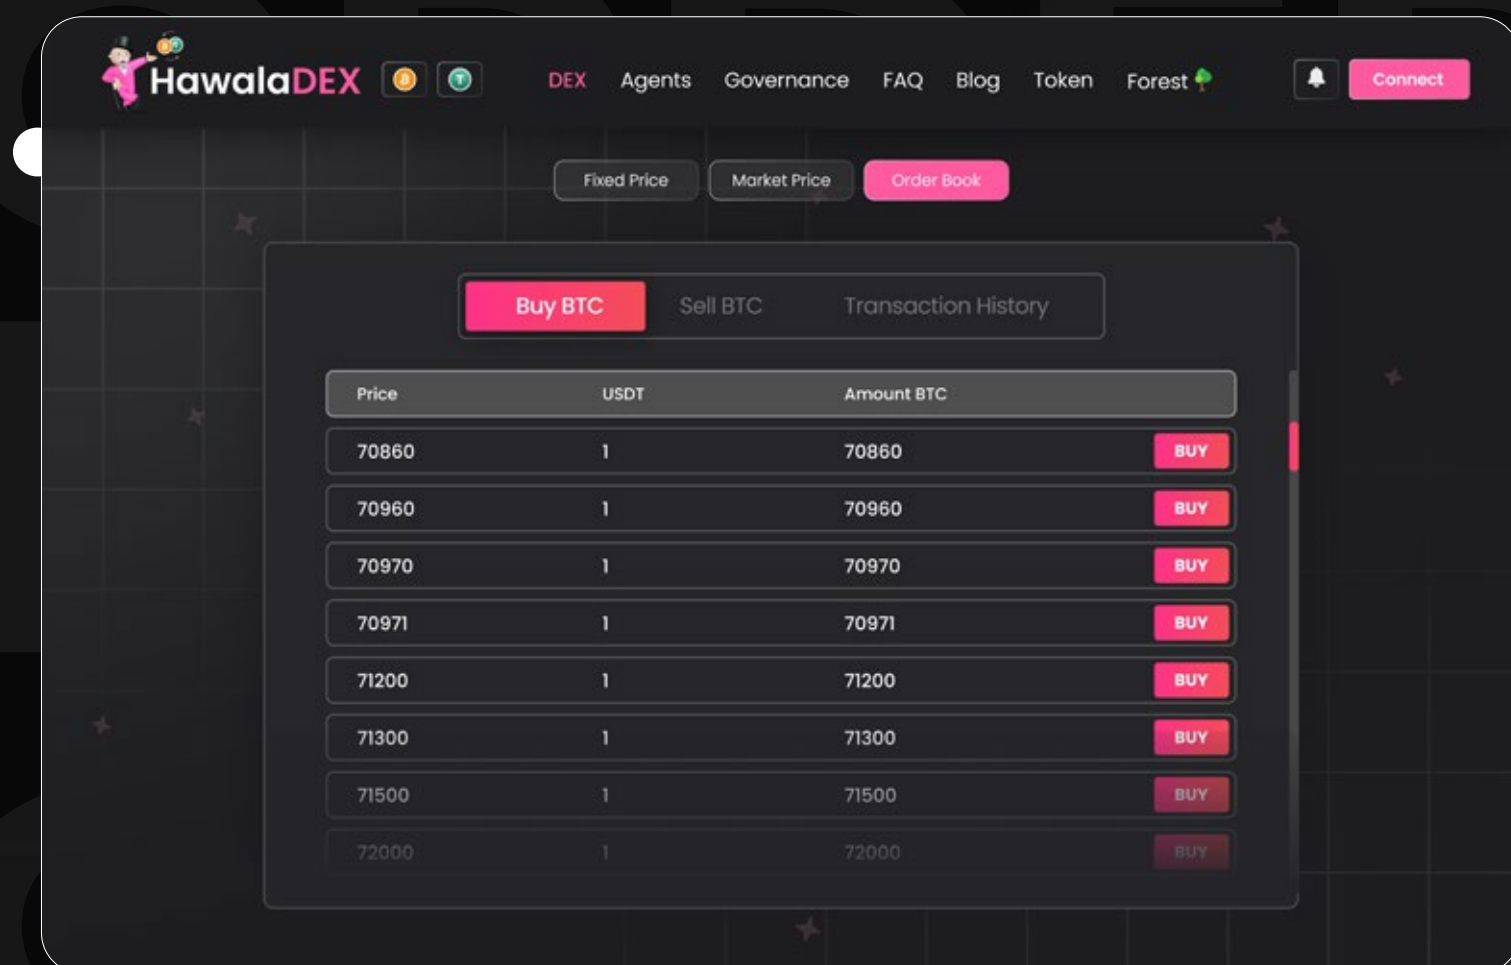 HawalaDEX DEX Agents Governance FAQ Blog Token Forest Connect
Fixed Price Market Price Order Book
Buy BTC Sell BTC Transaction History
Price USDT Amount BTC
70860 1 70860 BUY
70960 1 70960 BUY
70970 1 70970 BUY
70971 1 70971 BUY
71200 1 71200 BUY
71300 1 71300 BUY
71500 1 71500 BUY
72000 1 72000 BUY